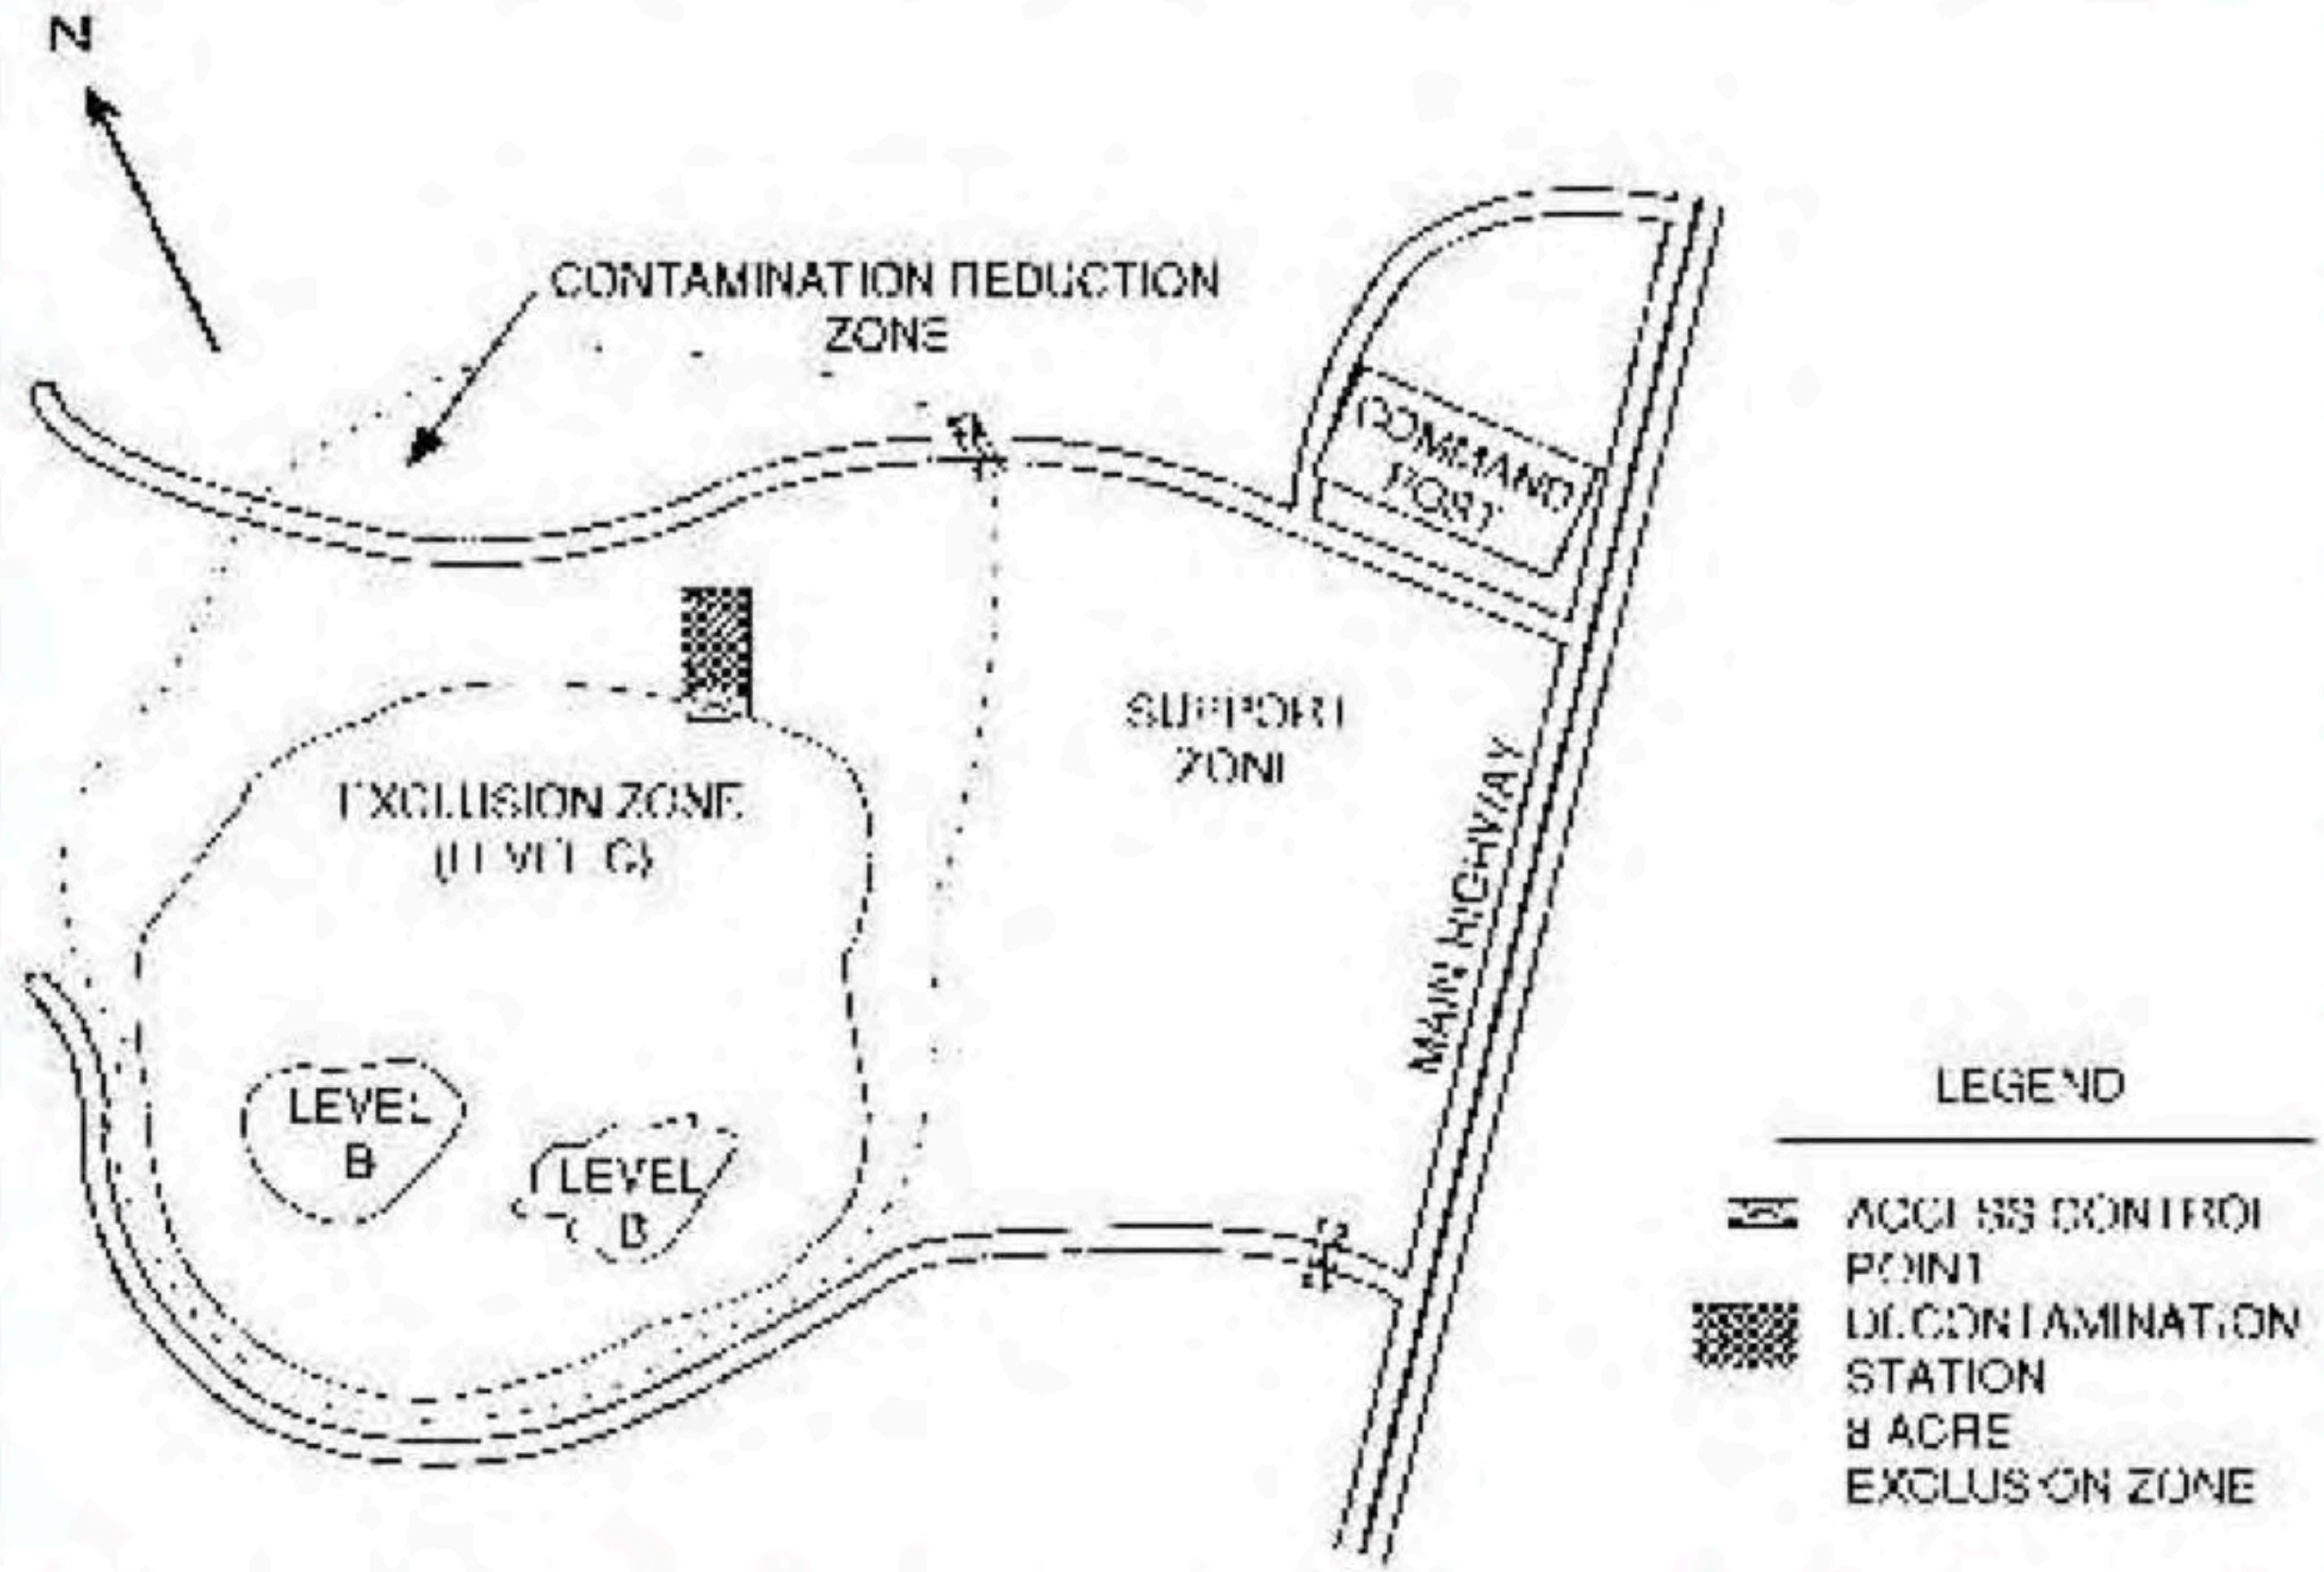 N
CONTAMINATION REDUCTION
ZONE
COMMAND
POST
SUPPORT
ZONE
EXCLUSION ZONE
(LEVEL C)
MAIN HIGHWAY
LEVEL
B
LEVEL
B
LEGEND
ACCESS CONTROL
POINT
DECONTAMINATION
STATION
ACRE
EXCLUSION ZONE